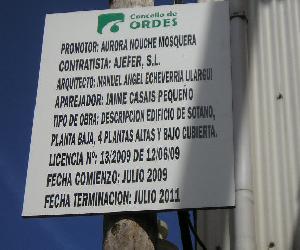 Concello de
ORDES
PROMOTOR: AURORA NOUCHE MOSQUERA
CONTRATISTA: AJEFER, S.L.
ARQUITECTO: MANUEL ANGEL ECHEVERRIA ULARGUI
APAREJADOR: JAIME CASAIS PEQUEÑO
TIPO DE OBRA: DESCRIPCION EDIFICIO DE SOTANO,
PLANTA BAJA, 4 PLANTAS ALTAS Y BAJO CUBIERTA.
LICENCIA Nº: 13/2009 DE 12/06/09
FECHA COMIENZO: JULIO 2009
FECHA TERMINACION: JULIO 2011